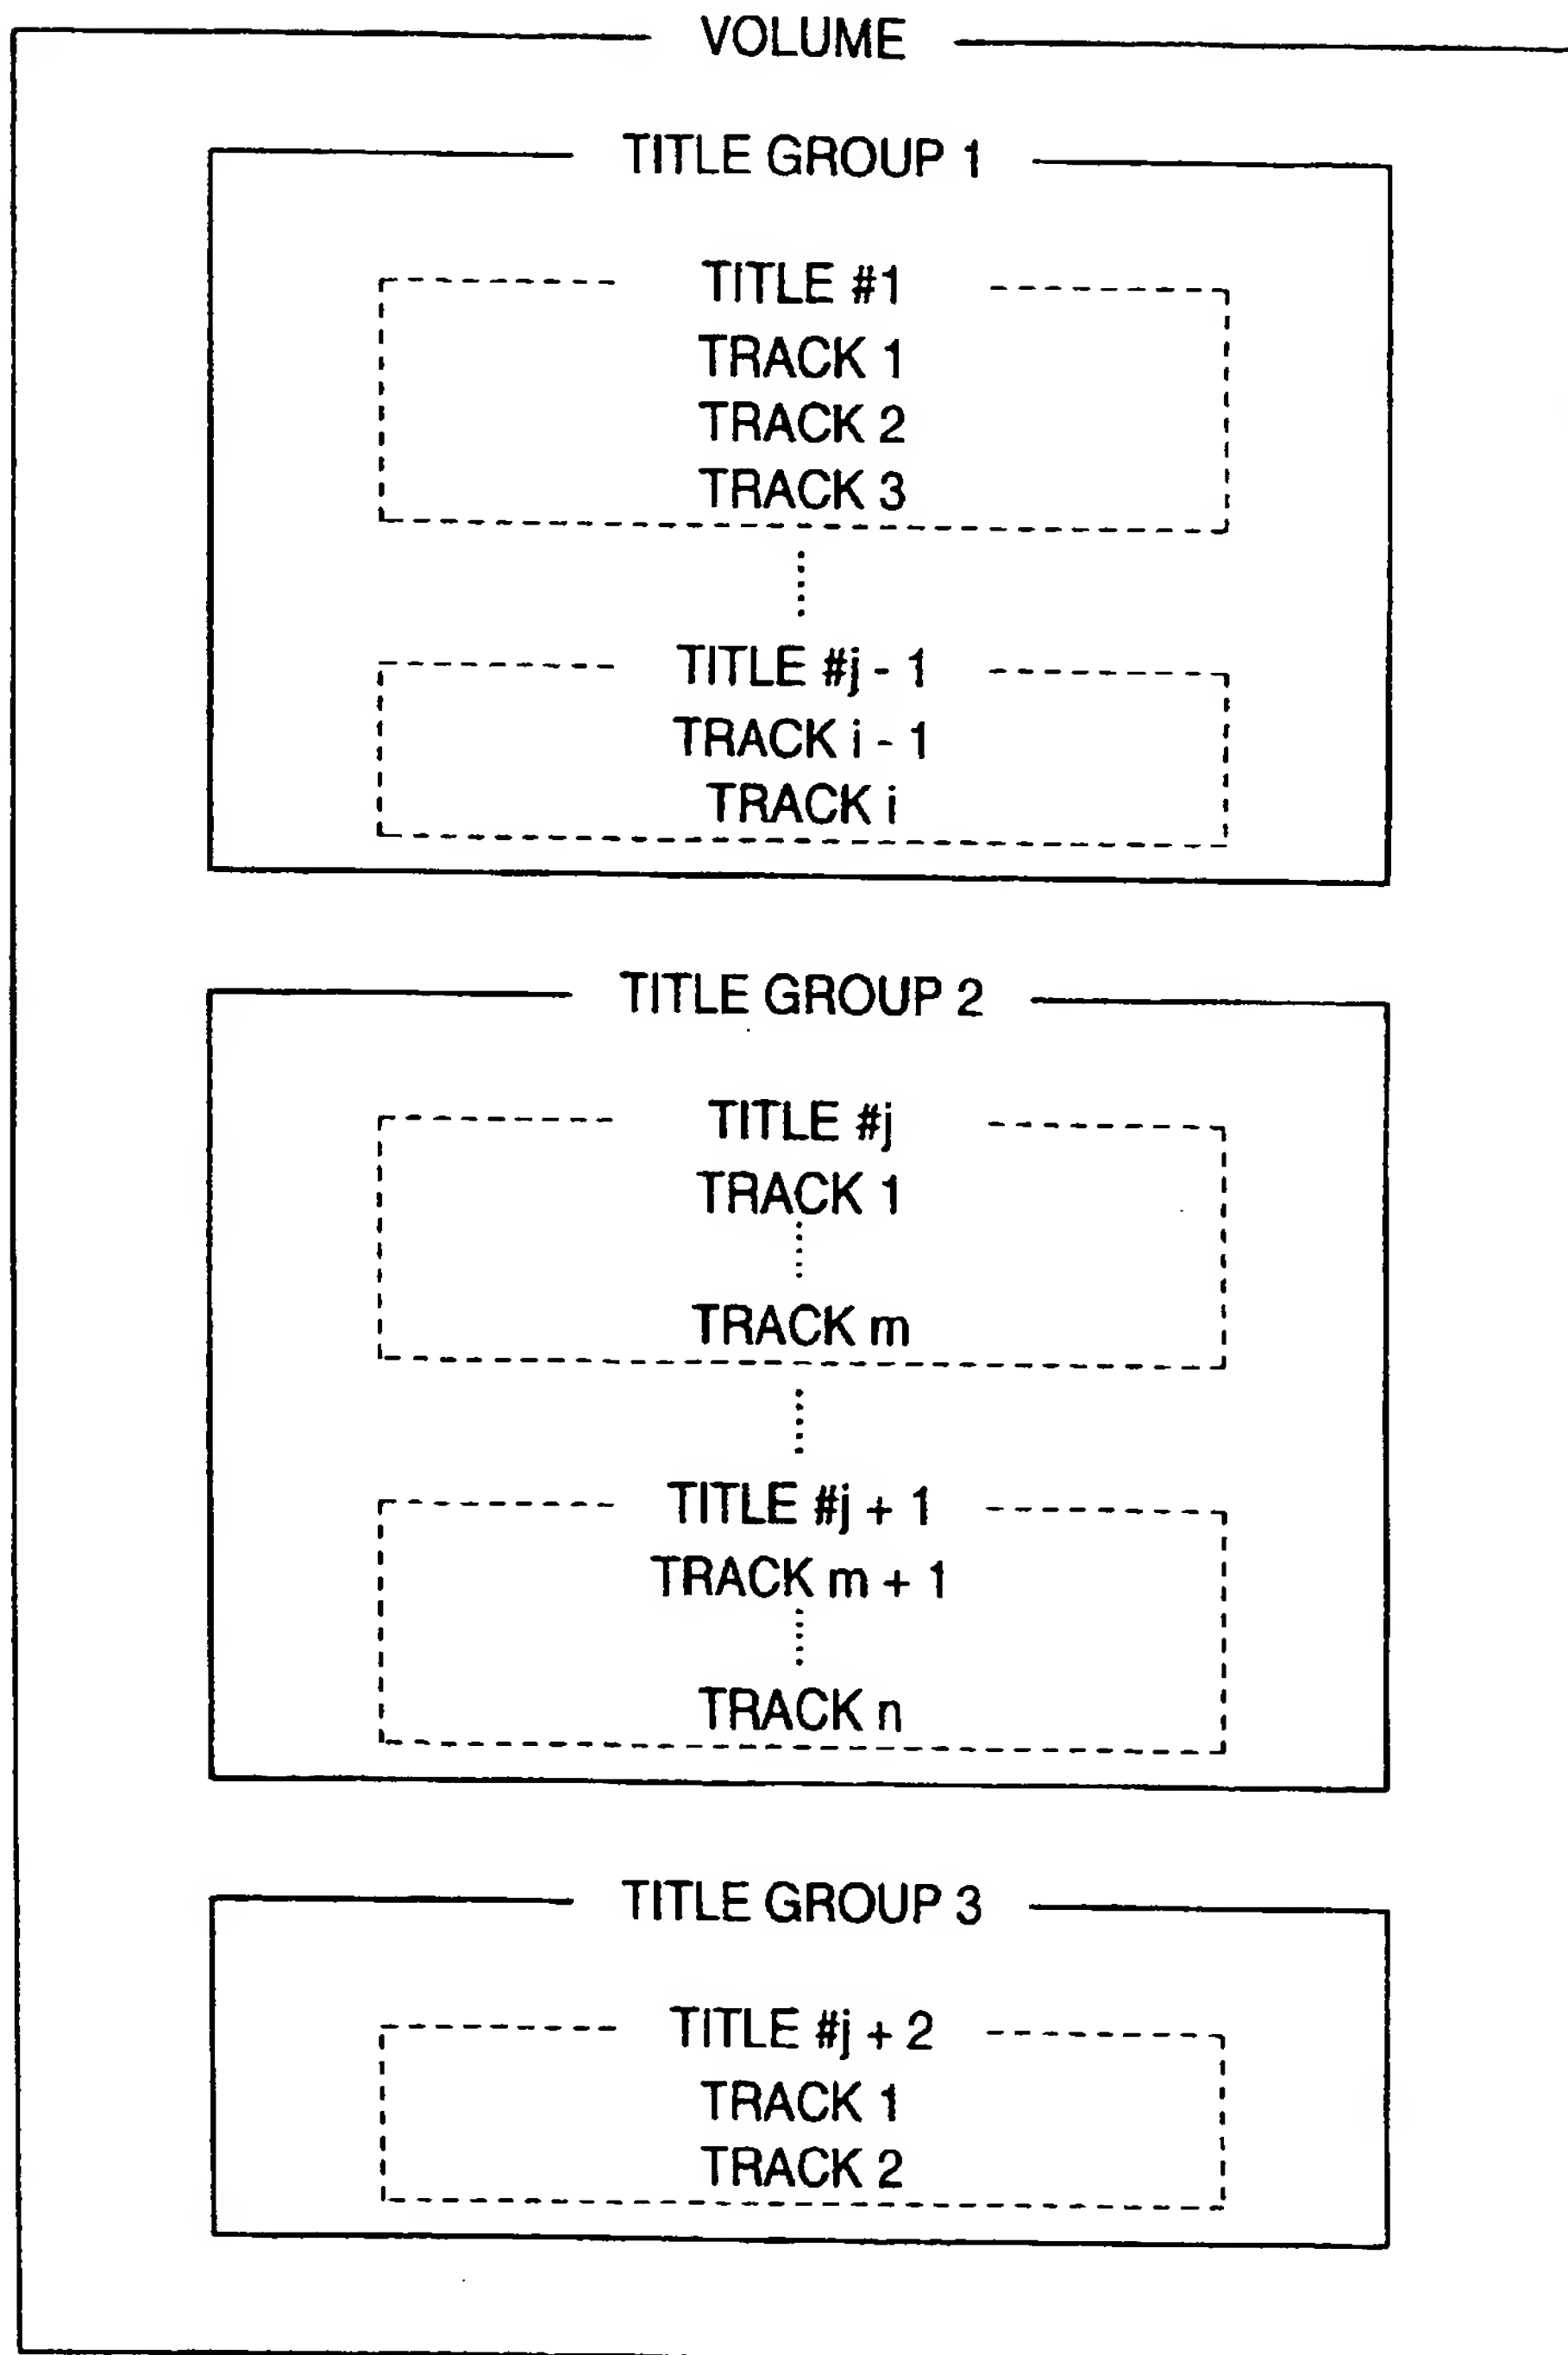 VOLUME
TITLE GROUP 1
TITLE #1
TRACK 1
TRACK 2
TRACK 3
TITLE #j - 1
TRACK i - 1
TRACK i
TITLE GROUP 2
TITLE #j
TRACK 1
TRACK m
TITLE #j + 1
TRACK m + 1
TRACK n
TITLE GROUP 3
TITLE #j + 2
TRACK 1
TRACK 2